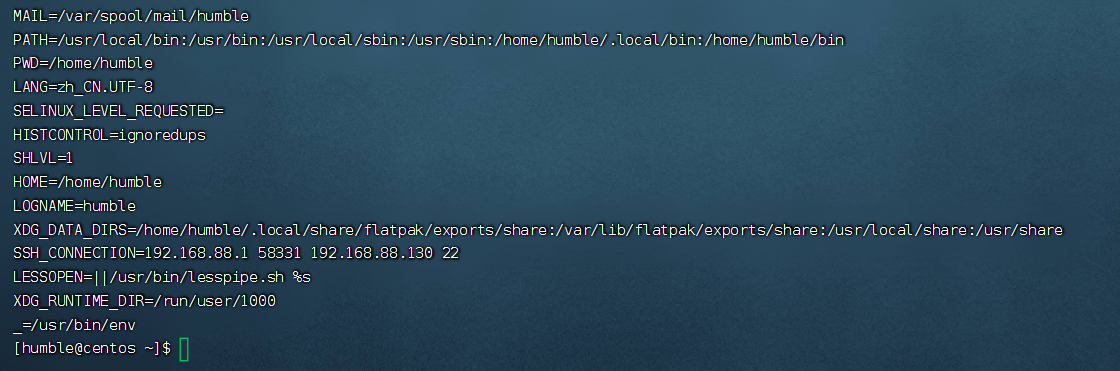 MAIL=/var/spool/mail/humble
PATH=/usr/local/bin:/usr/bin:/usr/local/sbin:/usr/sbin:/home/humble/.local/bin:/home/humble/bin
PWD=/home/humble
LANG=zh_CN.UTF-8
SELINUX_LEVEL_REQUESTED=
HISTCONTROL=ignoredups
SHLVL=1
HOME=/home/humble
LOGNAME=humble
XDG_DATA_DIRS=/home/humble/.local/share/flatpak/exports/share:/var/lib/flatpak/exports/share:/usr/local/share:/usr/share
SSH_CONNECTION=192.168.88.1 58331 192.168.88.130 22
LESSOPEN=||/usr/bin/lesspipe.sh %s
XDG_RUNTIME_DIR=/run/user/1000
_=/usr/bin/env
[humble@centos ~]$